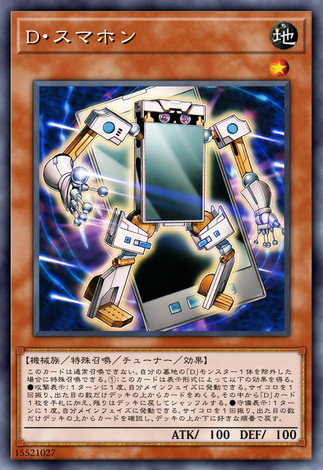 D・スマホン
地
【機械族／特殊召喚／チューナー／効果】
このカードは通常召喚できない。自分の墓地の「D」モンスター1体を除外した
場合に特殊召喚できる。①：このカードは表示形式によって以下の効果を得る。
●攻撃表示：1ターンに1度、自分メインフェイズに発動できる。サイコロを1
回振り、出た目の数だけデッキの上からカードをめくる。その中から「D」カード
1枚を手札に加え、残りはデッキに戻してシャッフルする。●守備表示：1ターン
に1度、自分メインフェイズに発動できる。サイコロを1回振り、出た目の数
だけデッキの上からカードを確認し、デッキの上か下に好きな順番で戻す。
ATK/ 100 DEF/ 100
15521027